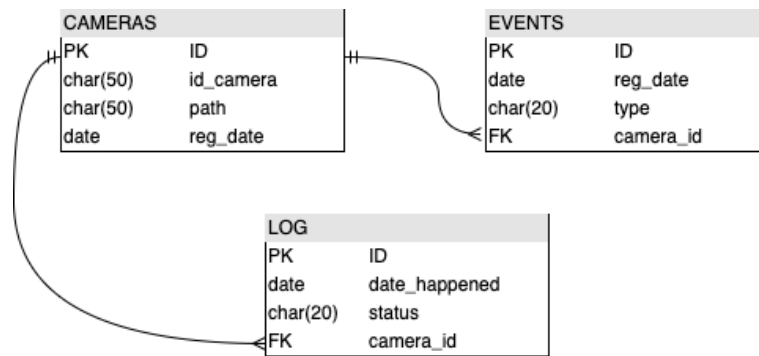 CAMERAS
PK ID
char(50) id_camera
char(50) path
date reg_date
EVENTS
PK ID
date reg_date
char(20) type
FK camera_id
LOG
PK ID
date date_happened
char(20) status
FK camera_id